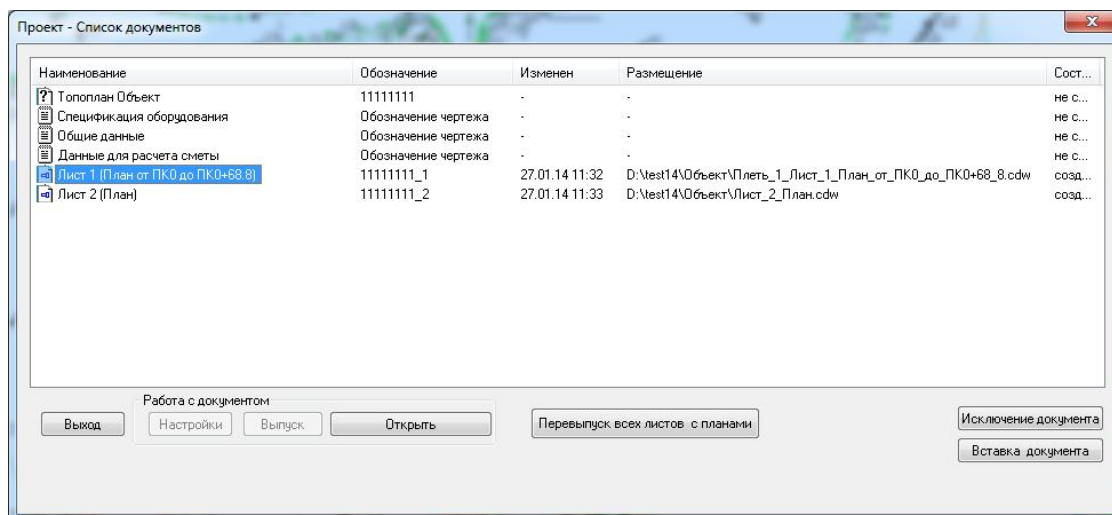 Проект - Список документов
Наименование Обозначение Изменен Размещение Сост...
Топоплан Объект 11111111 - - не с...
Спецификация оборудования Обозначение чертежа - - не с...
Общие данные Обозначение чертежа - - не с...
Данные для расчета сметы Обозначение чертежа - - не с...
Лист 1 (План от ПК0 до ПК0+68.8) 11111111_1 27.01.14 11:32 D:\test14\Объект\Плеть_1_Лист_1_План_от_ПК0_до_ПК0+68_8.cdw созд...
Лист 2 (План) 11111111_2 27.01.14 11:33 D:\test14\Объект\Лист_2_План.cdw созд...
Работа с документом
Выход Настройки Выпуск Открыть Перевыпуск всех листов с планами Исключение документа
Вставка документа